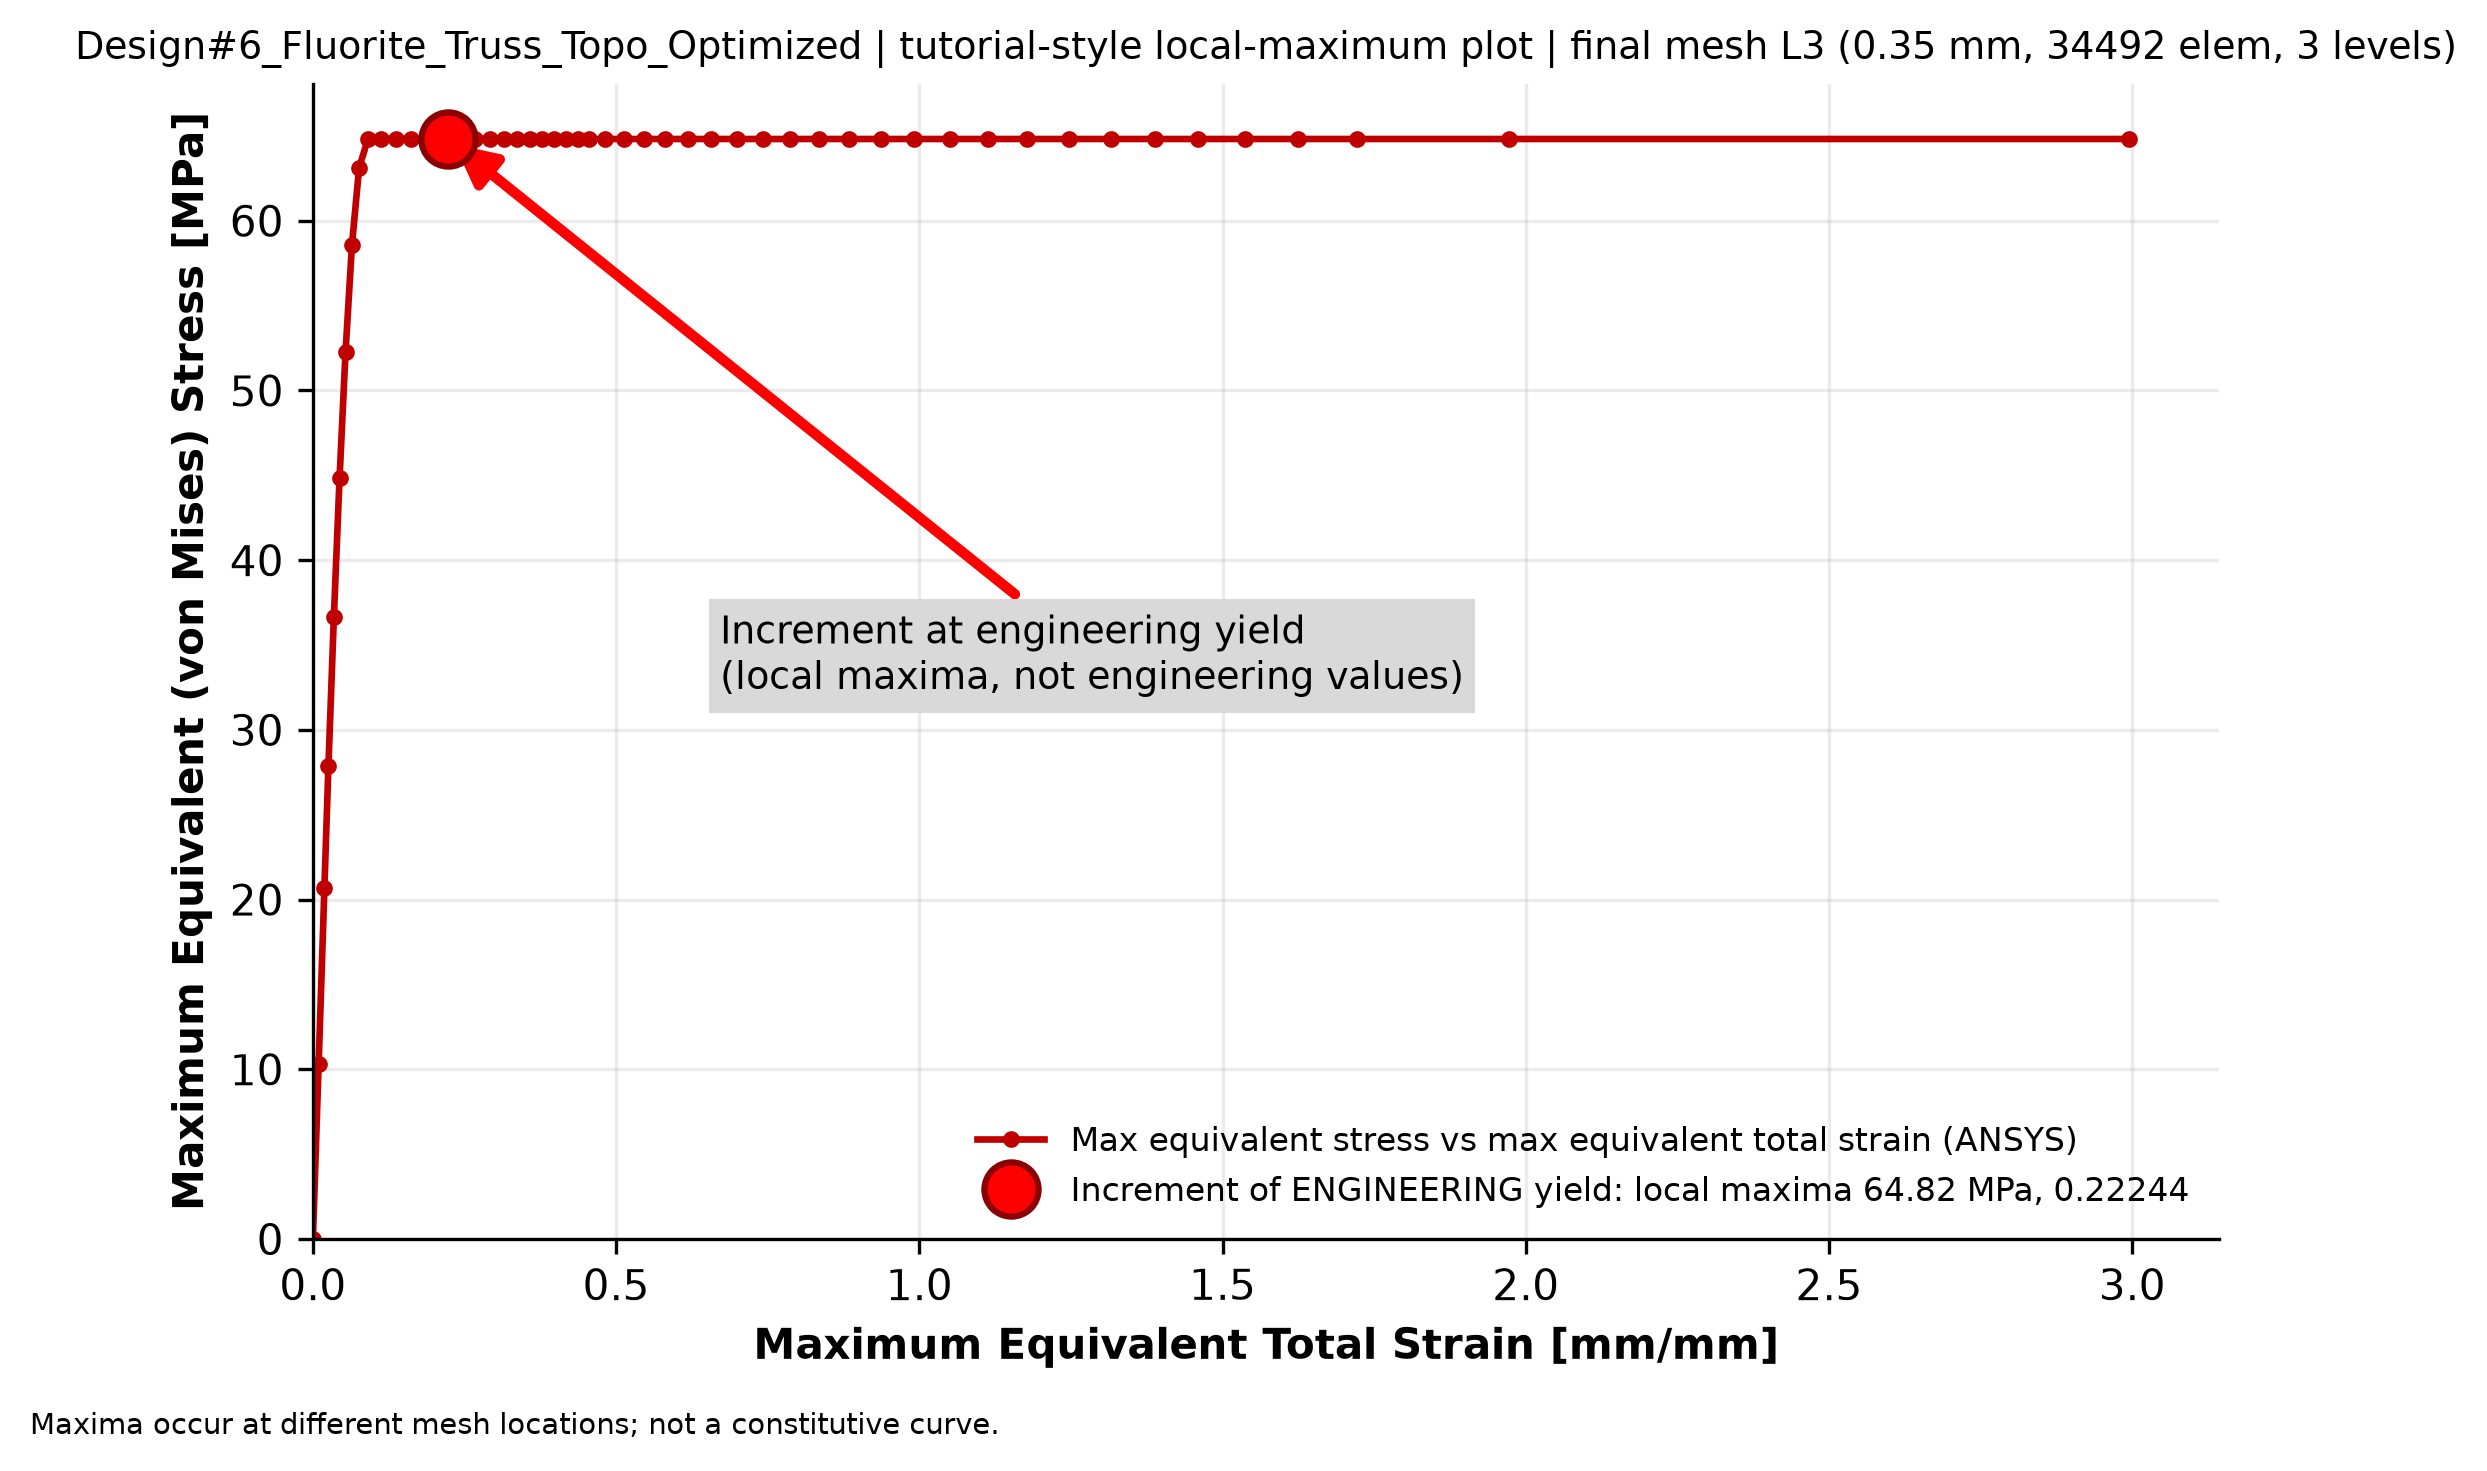 Design#6_Fluorite_Truss_Topo_Optimized | tutorial-style local-maximum plot | final mesh L3 (0.35 mm, 34492 elem, 3 levels)
Maximum Equivalent (von Mises) Stress [MPa]
60
50
40
30
20
10
0
Increment at engineering yield
(local maxima, not engineering values)
Max equivalent stress vs max equivalent total strain (ANSYS)
Increment of ENGINEERING yield: local maxima 64.82 MPa, 0.22244
0.0 0.5 1.0 1.5 2.0 2.5 3.0
Maximum Equivalent Total Strain [mm/mm]
Maxima occur at different mesh locations; not a constitutive curve.